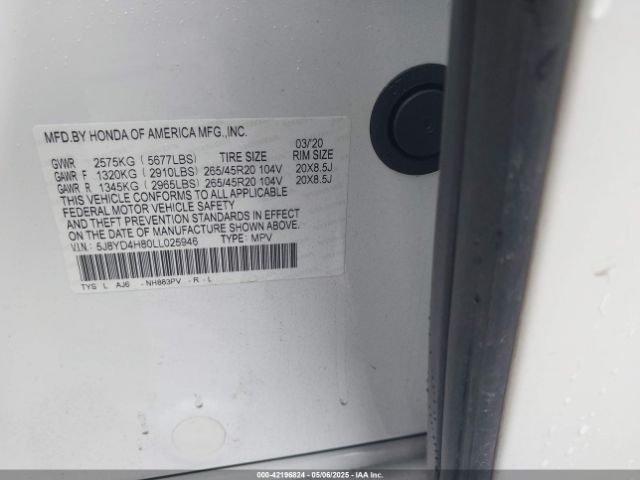 MFD.BY HONDA OF AMERICA MFG.,INC.
03/'20
GVWR 2575KG ( 5677LBS) TIRE SIZE RIM SIZE
GAWR F 1320KG ( 2910LBS) 265/45R20 104V 20X8.5J
GAWR R 1345KG ( 2965LBS) 265/45R20 104V 20X8.5J
THIS VEHICLE CONFORMS TO ALL APPLICABLE
FEDERAL MOTOR VEHICLE SAFETY
AND THEFT PREVENTION STANDARDS IN EFFECT
ON THE DATE OF MANUFACTURE SHOWN ABOVE.
V.I.N.: 5J8YD4H80LL025946 TYPE: MPV
TYS L AJ6 -NH883PV -R-L
000-42196824 | 05/06/2025 | IAA Inc.